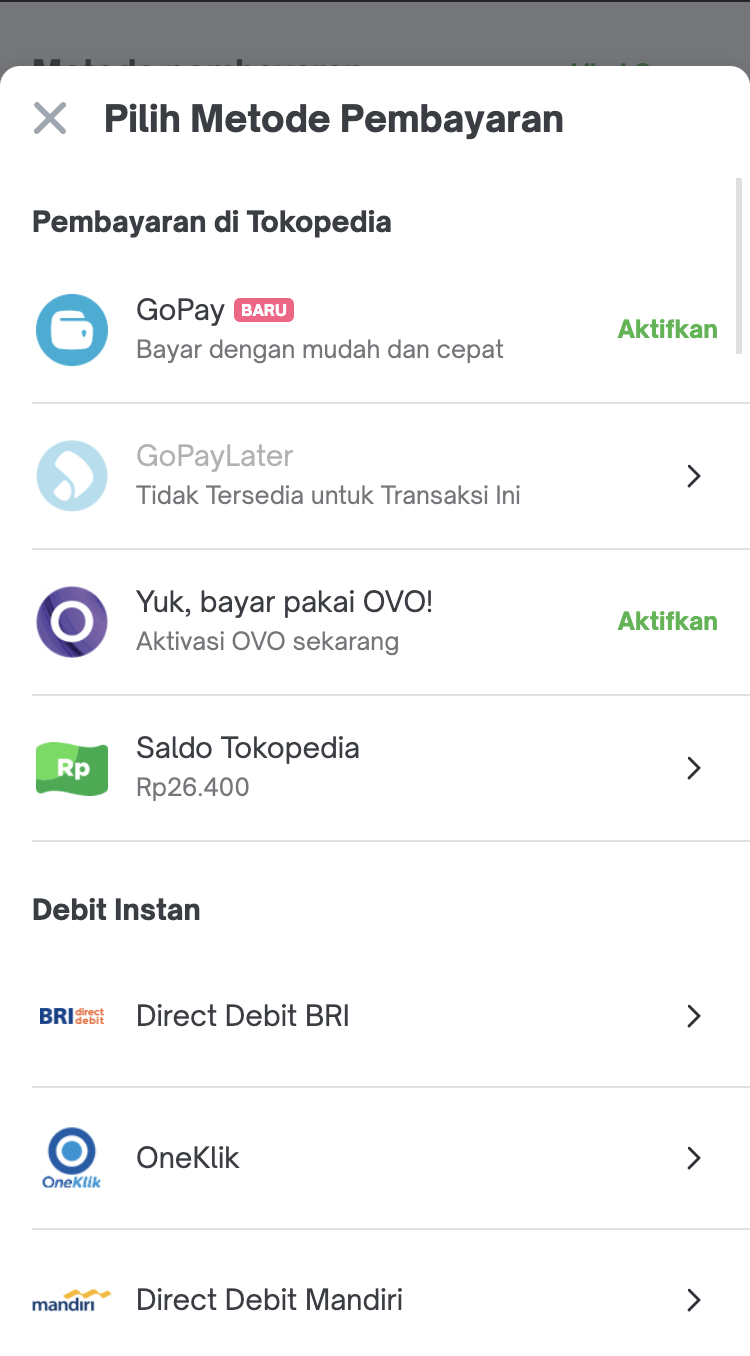 Pilih Metode Pembayaran
Pembayaran di Tokopedia
GoPay BARU
Bayar dengan mudah dan cepat
Aktifkan
GoPayLater
Tidak Tersedia untuk Transaksi Ini
Yuk, bayar pakai OVO!
Aktivasi OVO sekarang
Aktifkan
Rp
Saldo Tokopedia
Rp26.400
Debit Instan
BRI direct debit
Direct Debit BRI
OneKlik
OneKlik
mandiri
Direct Debit Mandiri